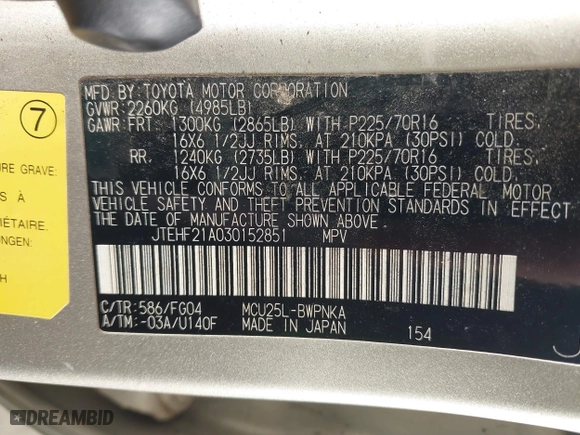 MFD BY: TOYOTA MOTOR CORPORATION
GVWR: 2260KG (4985LB)
GAWR: FRT. 1300KG (2865LB) WITH P225/70R16 TIRES,
16X6 1/2JJ RIMS, AT 210KPA (30PSI) COLD.
RR. 1240KG (2735LB) WITH P225/70R16 TIRES,
16X6 1/2JJ RIMS, AT 210KPA (30PSI) COLD.
THIS VEHICLE CONFORMS TO ALL APPLICABLE FEDERAL MOTOR
VEHICLE SAFETY AND THEFT PREVENTION STANDARDS IN EFFECT
THE DATE OF MANUFACTURE SHOWN ABOVE.
JTEHF21A030152851 MPV
C/TR: 586/FG04 MCU25L-BWPNKA
A/TM: -03A/U140F MADE IN JAPAN 154
7
URE GRAVE:
IÉTAIRE.
ONGEN:
H
DREAMBID